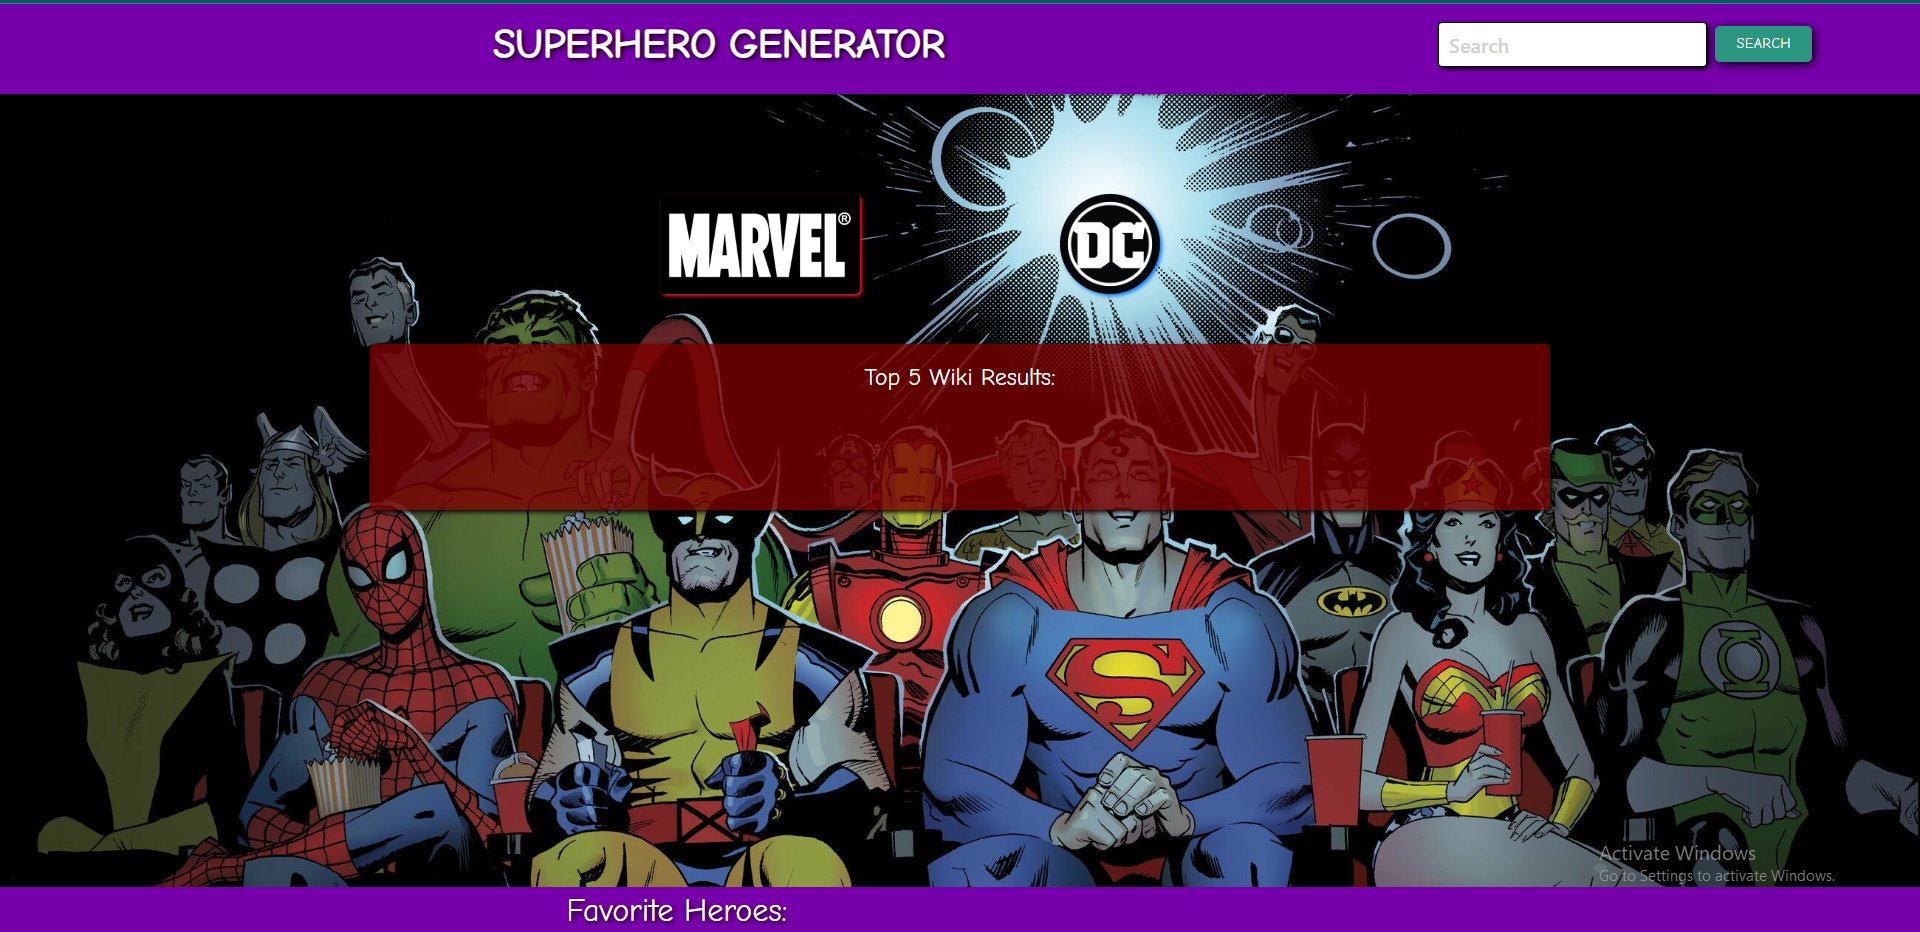 SUPERHERO GENERATOR
Search
SEARCH
MARVEL®
DC
Top 5 Wiki Results:
S
Activate Windows
Go to Settings to activate Windows.
Favorite Heroes: